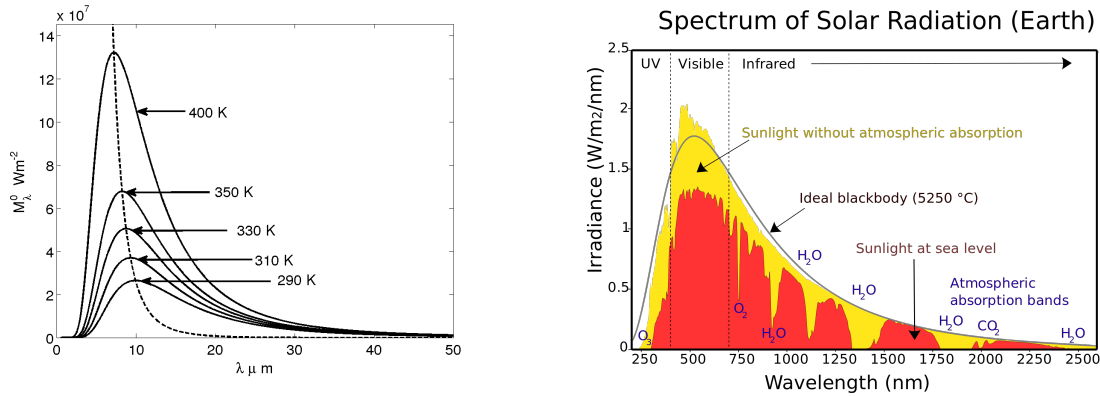 x 10⁷
14
12
10
8
6
4
2
0
M⁰λ Wm-2
400 K
350 K
330 K
310 K
290 K
0
10
20
30
40
50
λ μ m
Spectrum of Solar Radiation (Earth)
Irradiance (W/m2/nm)
2.5
2
1.5
1
0.5
0
UV
Visible
Infrared
Sunlight without atmospheric absorption
Ideal blackbody (5250 °C)
Sunlight at sea level
Atmospheric
absorption bands
H2O
H2O
H2O
CO2
H2O
O3
O2
H2O
250
500
750
1000
1250
1500
1750
2000
2250
2500
Wavelength (nm)